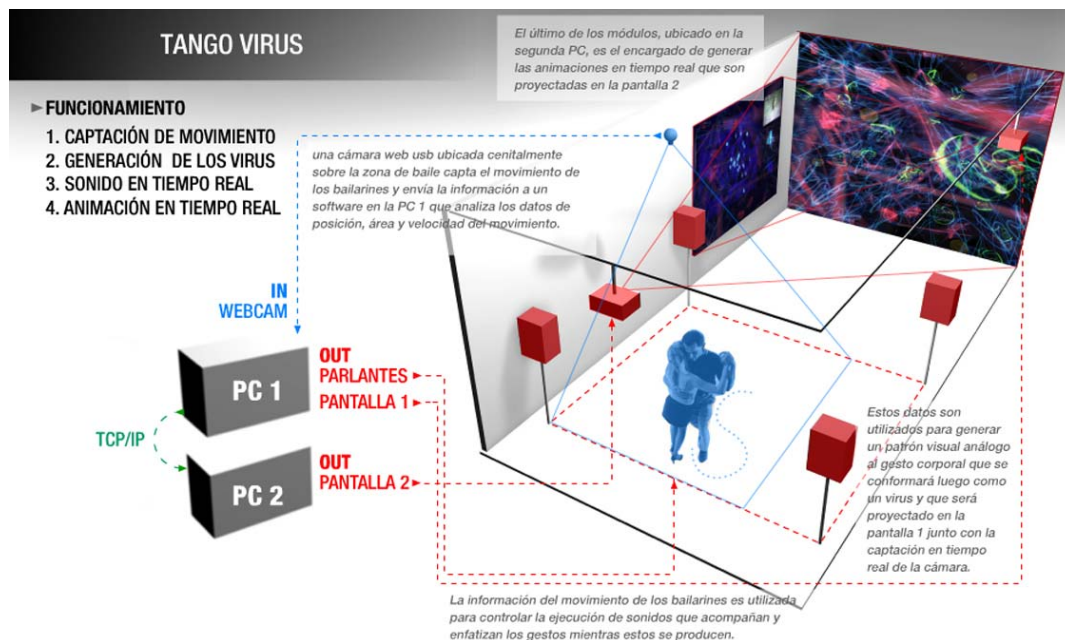 TANGO VIRUS
El último de los módulos, ubicado en la
segunda PC, es el encargado de generar
las animaciones en tiempo real que son
proyectadas en la pantalla 2
FUNCIONAMIENTO
1. CAPTACIÓN DE MOVIMIENTO
2. GENERACIÓN DE LOS VIRUS
3. SONIDO EN TIEMPO REAL
4. ANIMACIÓN EN TIEMPO REAL
una cámara web usb ubicada cenitalmente
sobre la zona de baile capta el movimiento de
los bailarines y envía la información a un
software en la PC 1 que analiza los datos de
posición, área y velocidad del movimiento.
IN
WEBCAM
PC 1
OUT
PARLANTES
PANTALLA 1
TCP/IP
PC 2
OUT
PANTALLA 2
Estos datos son
utilizados para generar
un patrón visual análogo
al gesto corporal que se
conformará luego como
un virus y que será
proyectado en la
pantalla 1 junto con la
captación en tiempo
real de la cámara.
La información del movimiento de los bailarines es utilizada
para controlar la ejecución de sonidos que acompañan y
enfatizan los gestos mientras estos se producen.